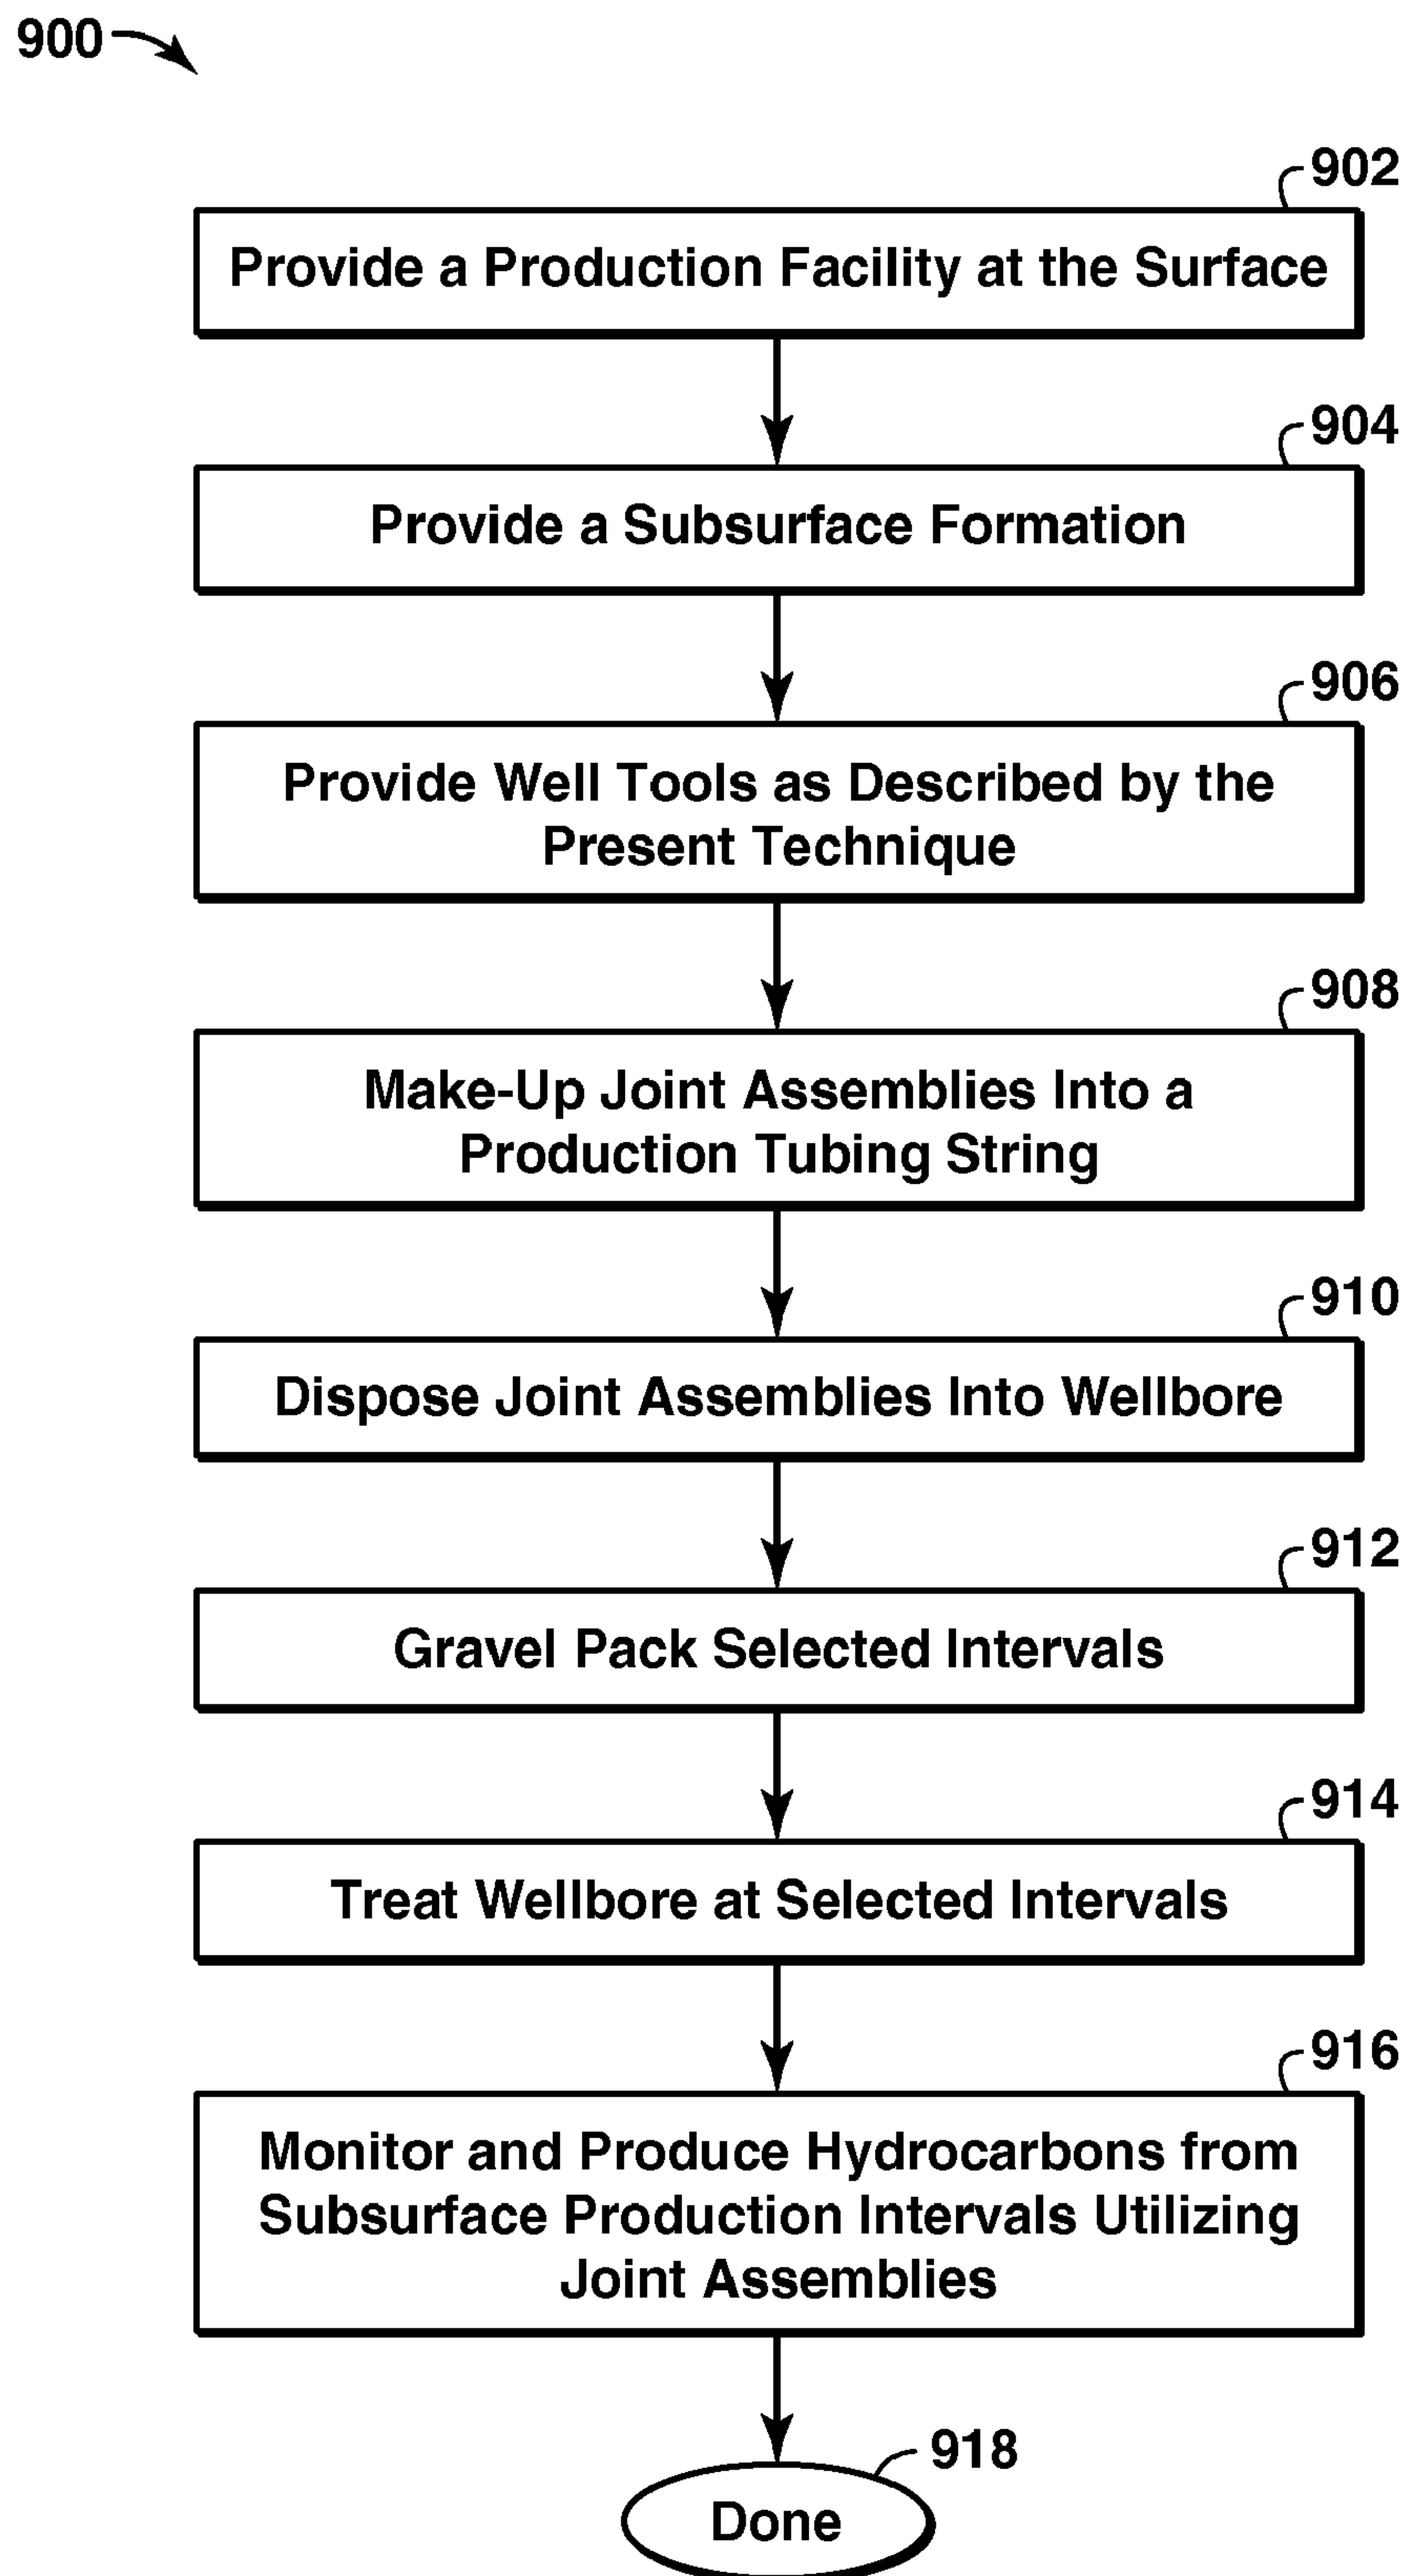 900
902
Provide a Production Facility at the Surface
904
Provide a Subsurface Formation
906
Provide Well Tools as Described by the
Present Technique
908
Make-Up Joint Assemblies Into a
Production Tubing String
910
Dispose Joint Assemblies Into Wellbore
912
Gravel Pack Selected Intervals
914
Treat Wellbore at Selected Intervals
916
Monitor and Produce Hydrocarbons from
Subsurface Production Intervals Utilizing
Joint Assemblies
918
Done